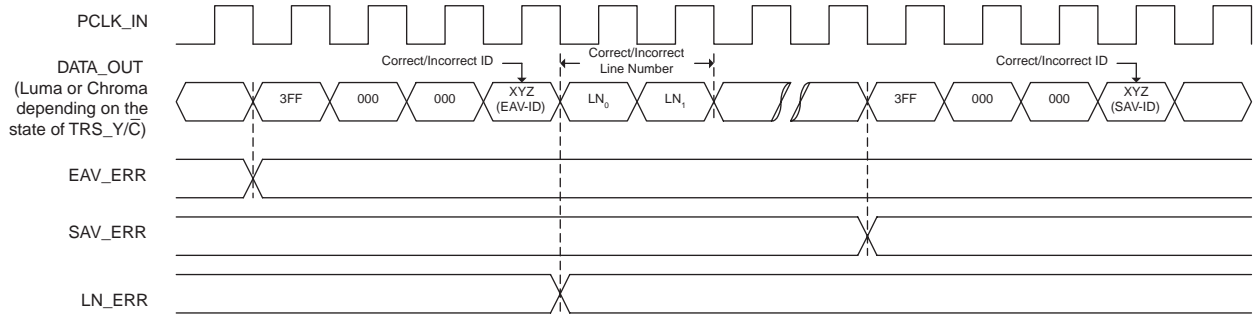 PCLK_IN
DATA_OUT
(Luma or Chroma
depending on the
state of TRS_Y/C̅)
Correct/Incorrect ID
Correct/Incorrect
Line Number
Correct/Incorrect ID
3FF
000
000
XYZ
(EAV-ID)
LN₀
LN₁
3FF
000
000
XYZ
(SAV-ID)
EAV_ERR
SAV_ERR
LN_ERR